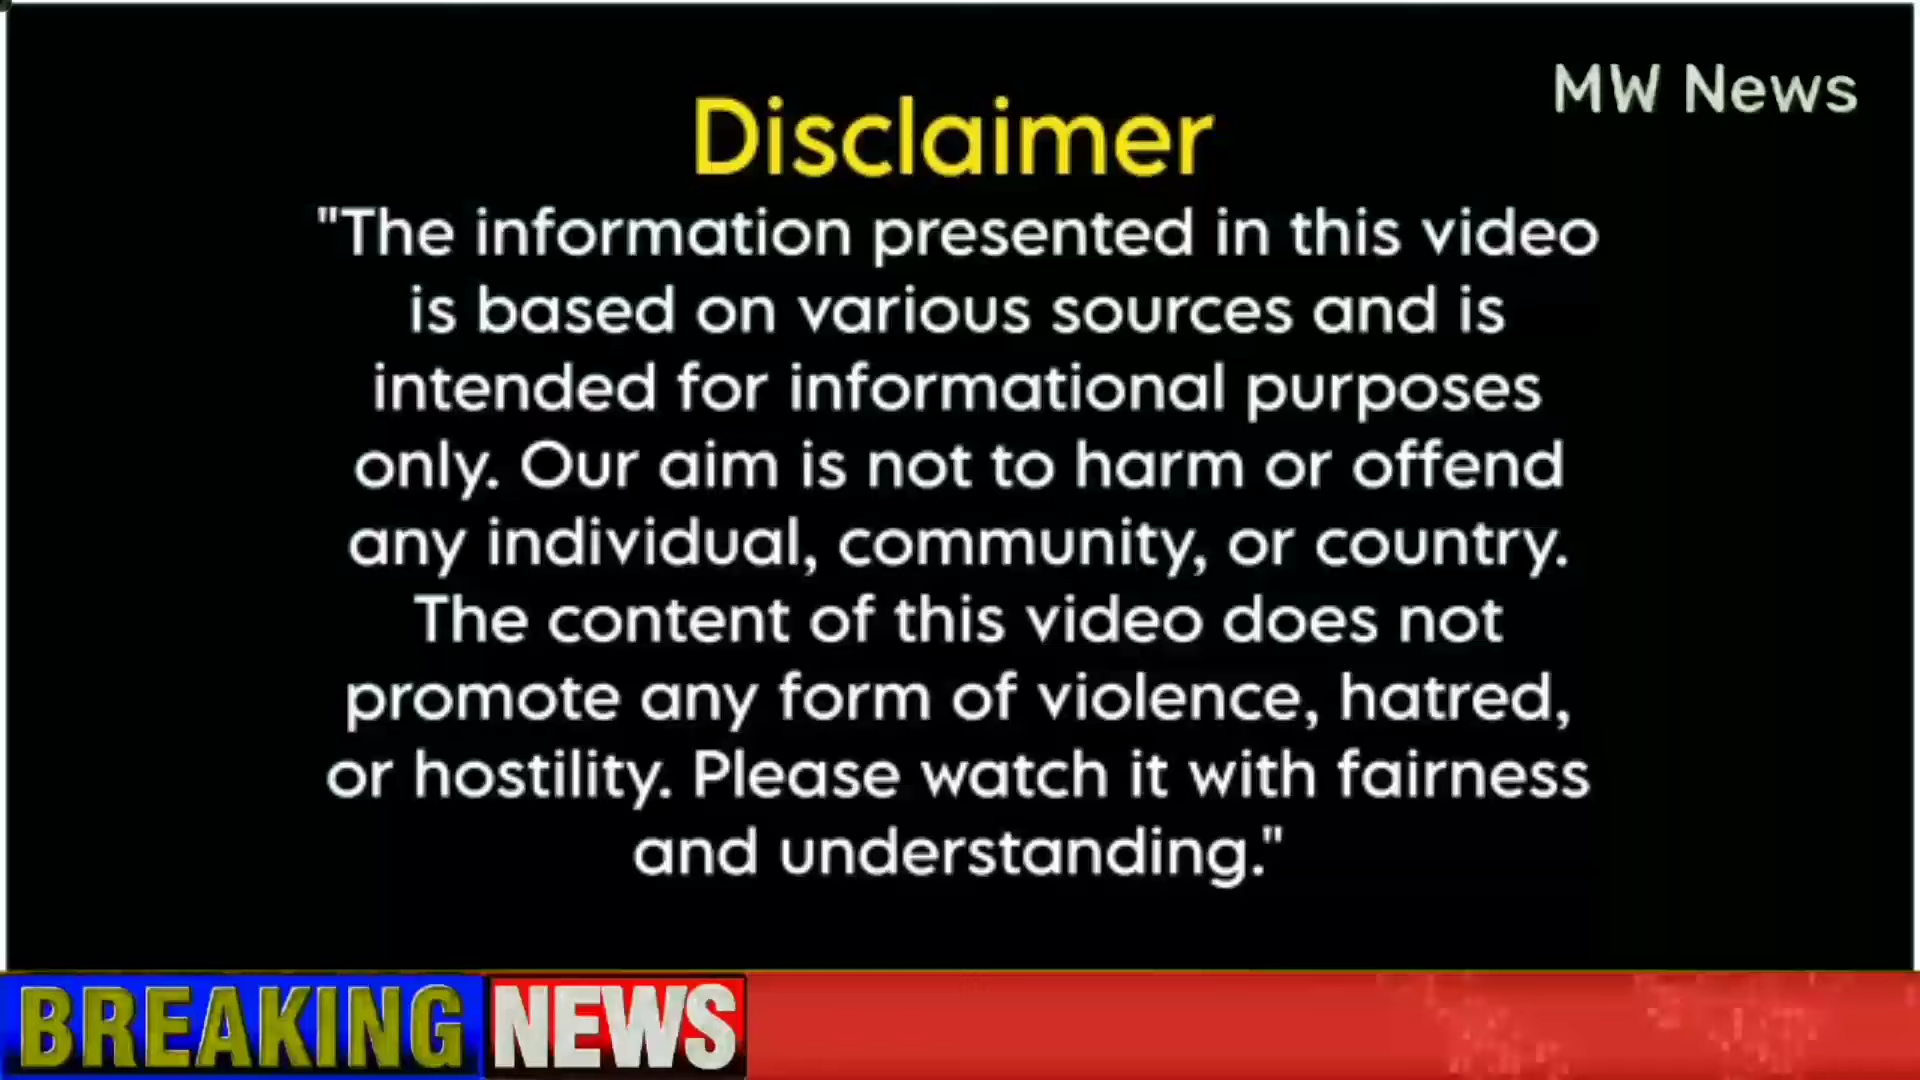 MW News
Disclaimer
"The information presented in this video
is based on various sources and is
intended for informational purposes
only. Our aim is not to harm or offend
any individual, community, or country.
The content of this video does not
promote any form of violence, hatred,
or hostility. Please watch it with fairness
and understanding."
BREAKING NEWS